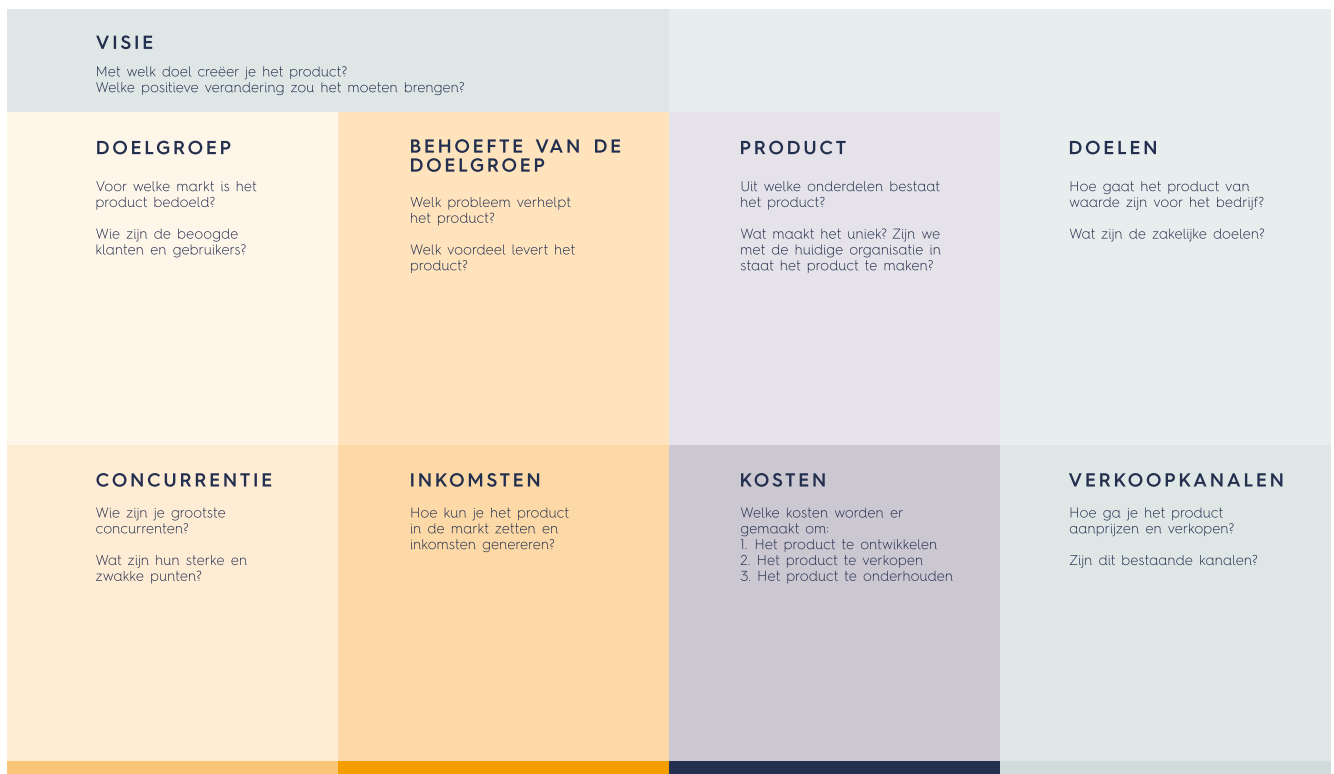 VISIE
Met welk doel creëer je het product?
Welke positieve verandering zou het moeten brengen?
DOELGROEP
Voor welke markt is het
product bedoeld?
Wie zijn de beoogde
klanten en gebruikers?
BEHOEFTE VAN DE
DOELGROEP
Welk probleem verhelpt
het product?
Welk voordeel levert het
product?
PRODUCT
Uit welke onderdelen bestaat
het product?
Wat maakt het uniek? Zijn we
met de huidige organisatie in
staat het product te maken?
DOELEN
Hoe gaat het product van
waarde zijn voor het bedrijf?
Wat zijn de zakelijke doelen?
CONCURRENTIE
Wie zijn je grootste
concurrenten?
Wat zijn hun sterke en
zwakke punten?
INKOMSTEN
Hoe kun je het product
in de markt zetten en
inkomsten genereren?
KOSTEN
Welke kosten worden er
gemaakt om:
1. Het product te ontwikkelen
2. Het product te verkopen
3. Het product te onderhouden
VERKOOPKANALEN
Hoe ga je het product
aanprijzen en verkopen?
Zijn dit bestaande kanalen?